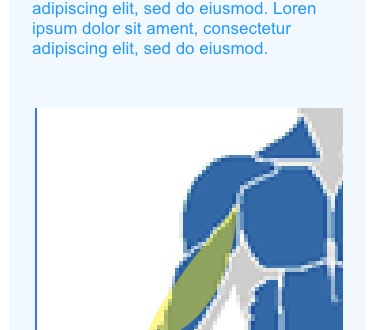 adipiscing elit, sed do eiusmod. Loren
ipsum dolor sit ament, consectetur
adipiscing elit, sed do eiusmod.